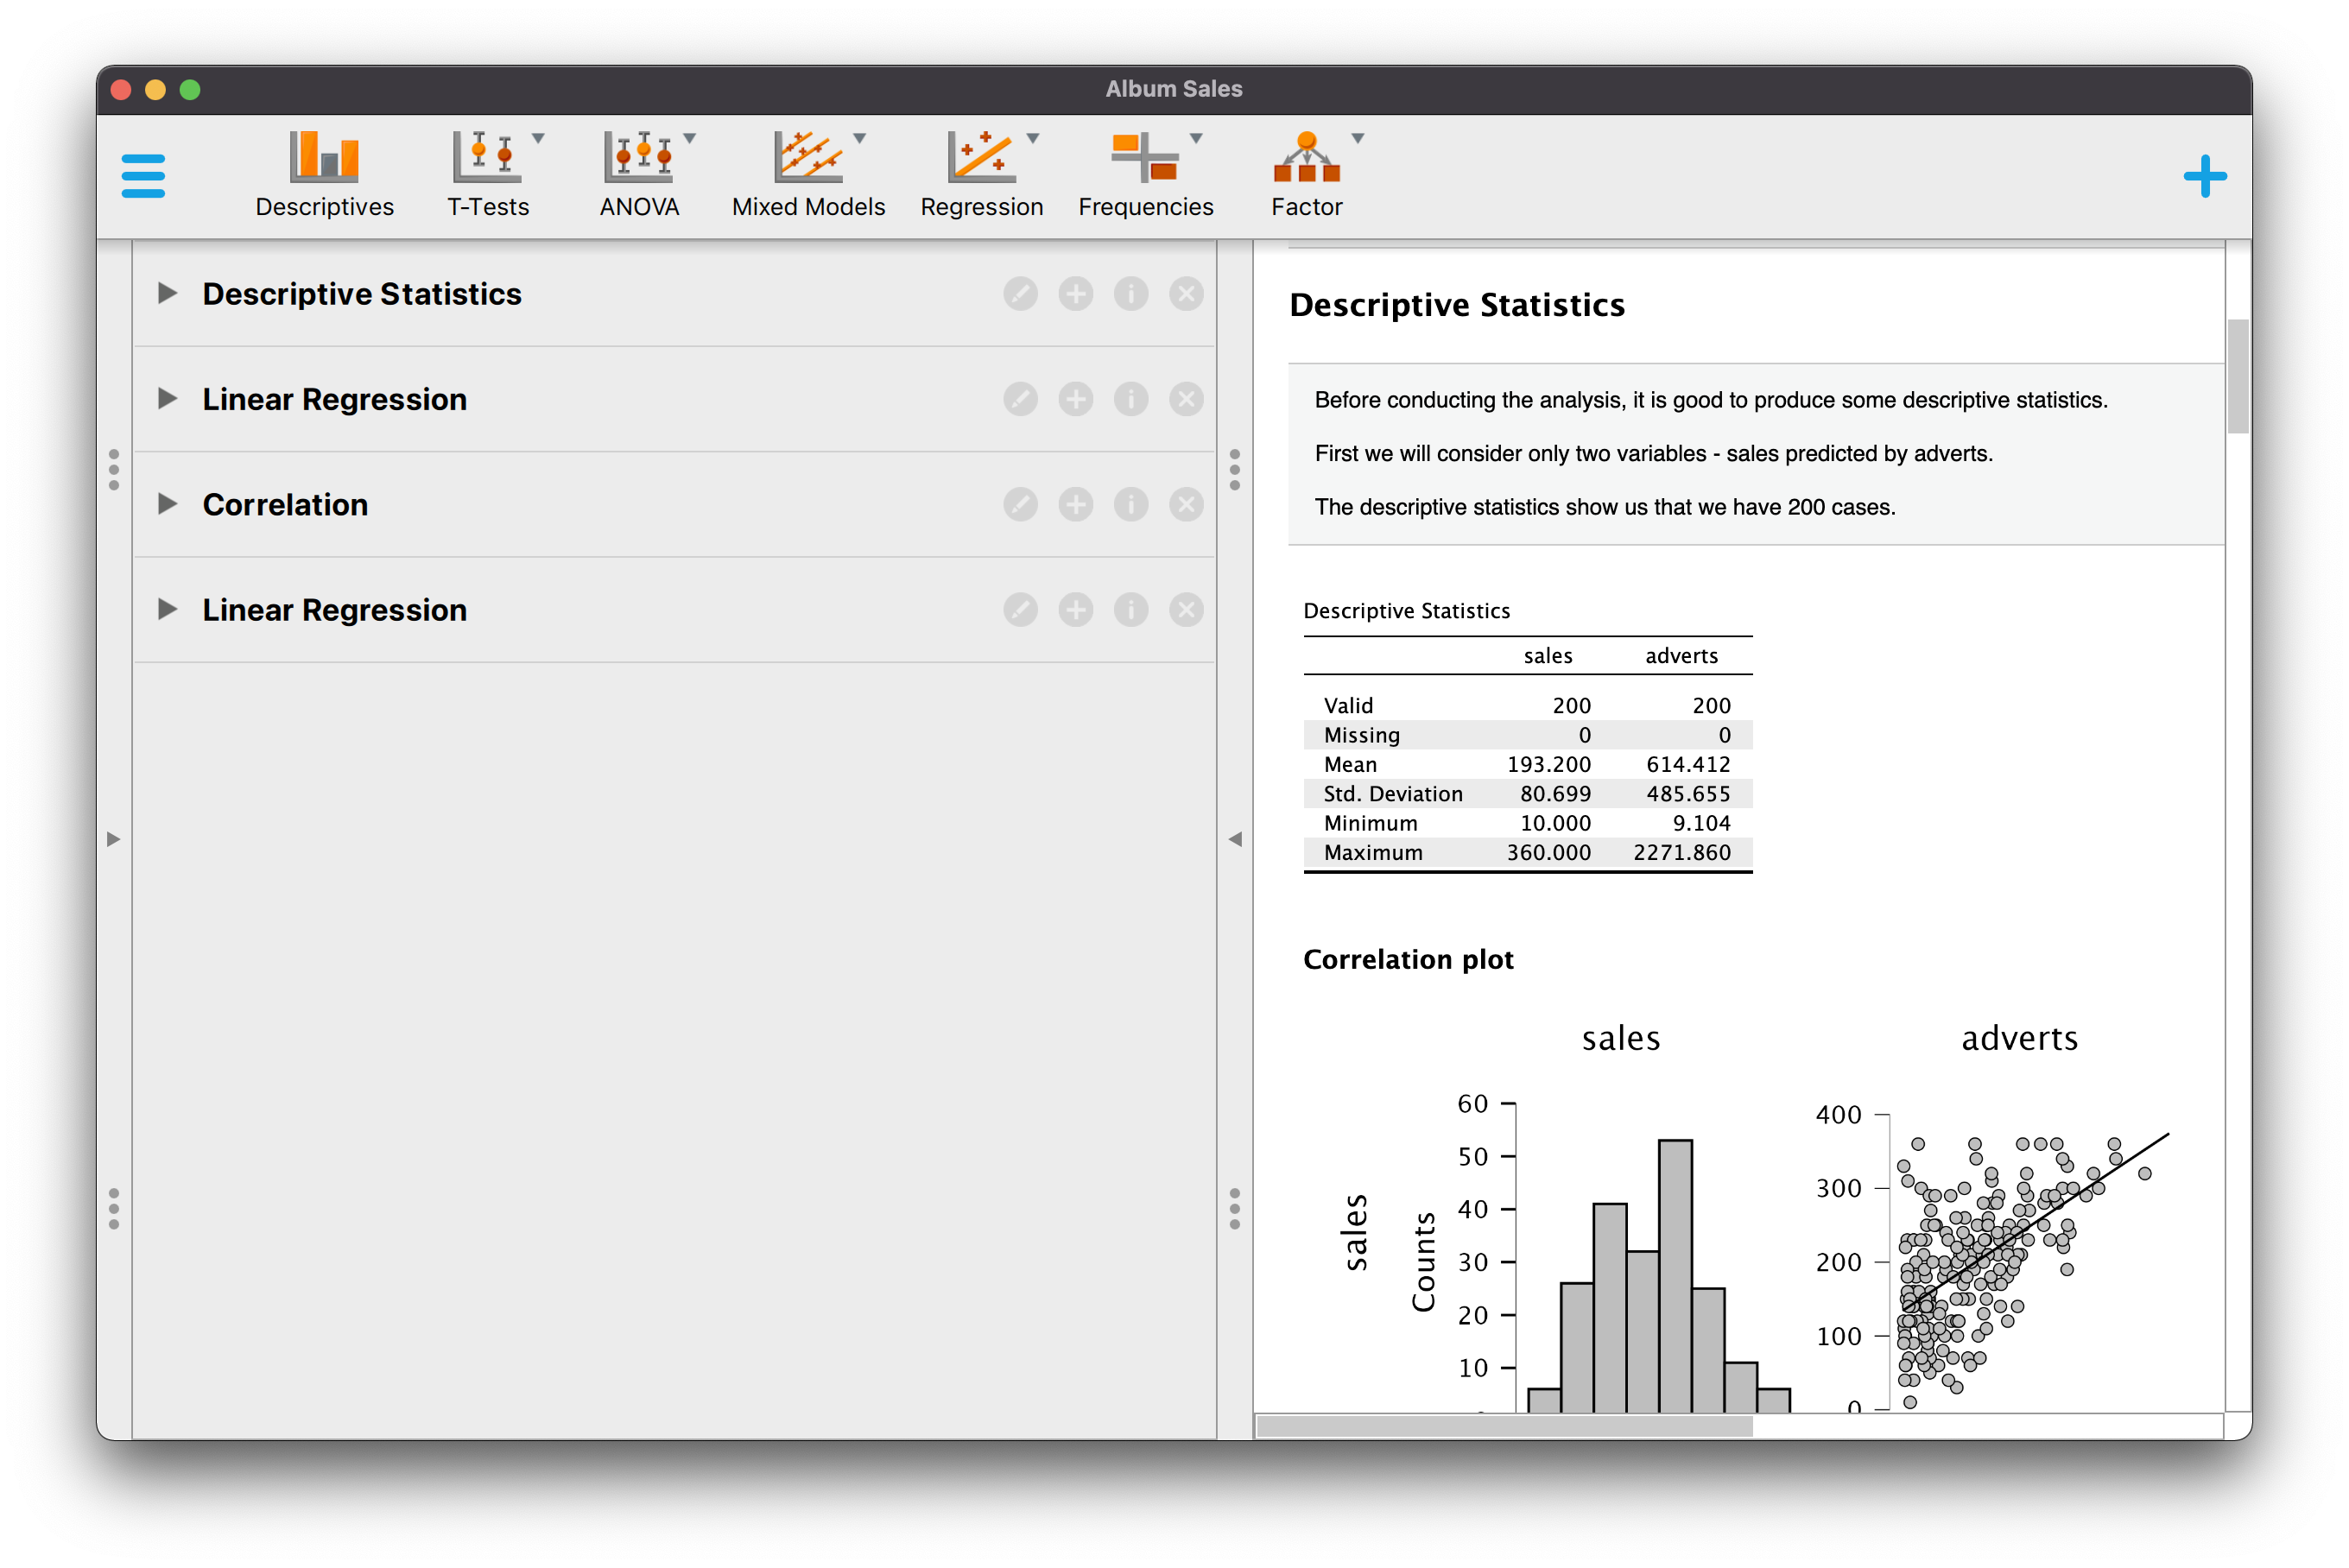 Album Sales
Descriptives
T-Tests
ANOVA
Mixed Models
Regression
Frequencies
Factor
Descriptive Statistics
Linear Regression
Correlation
Linear Regression
Descriptive Statistics
Before conducting the analysis, it is good to produce some descriptive statistics.
First we will consider only two variables - sales predicted by adverts.
The descriptive statistics show us that we have 200 cases.
Descriptive Statistics
sales adverts
Valid 200 200
Missing 0 0
Mean 193.200 614.412
Std. Deviation 80.699 485.655
Minimum 10.000 9.104
Maximum 360.000 2271.860
Correlation plot
sales
adverts
sales
Counts
60
50
40
30
20
10
400
300
200
100
0